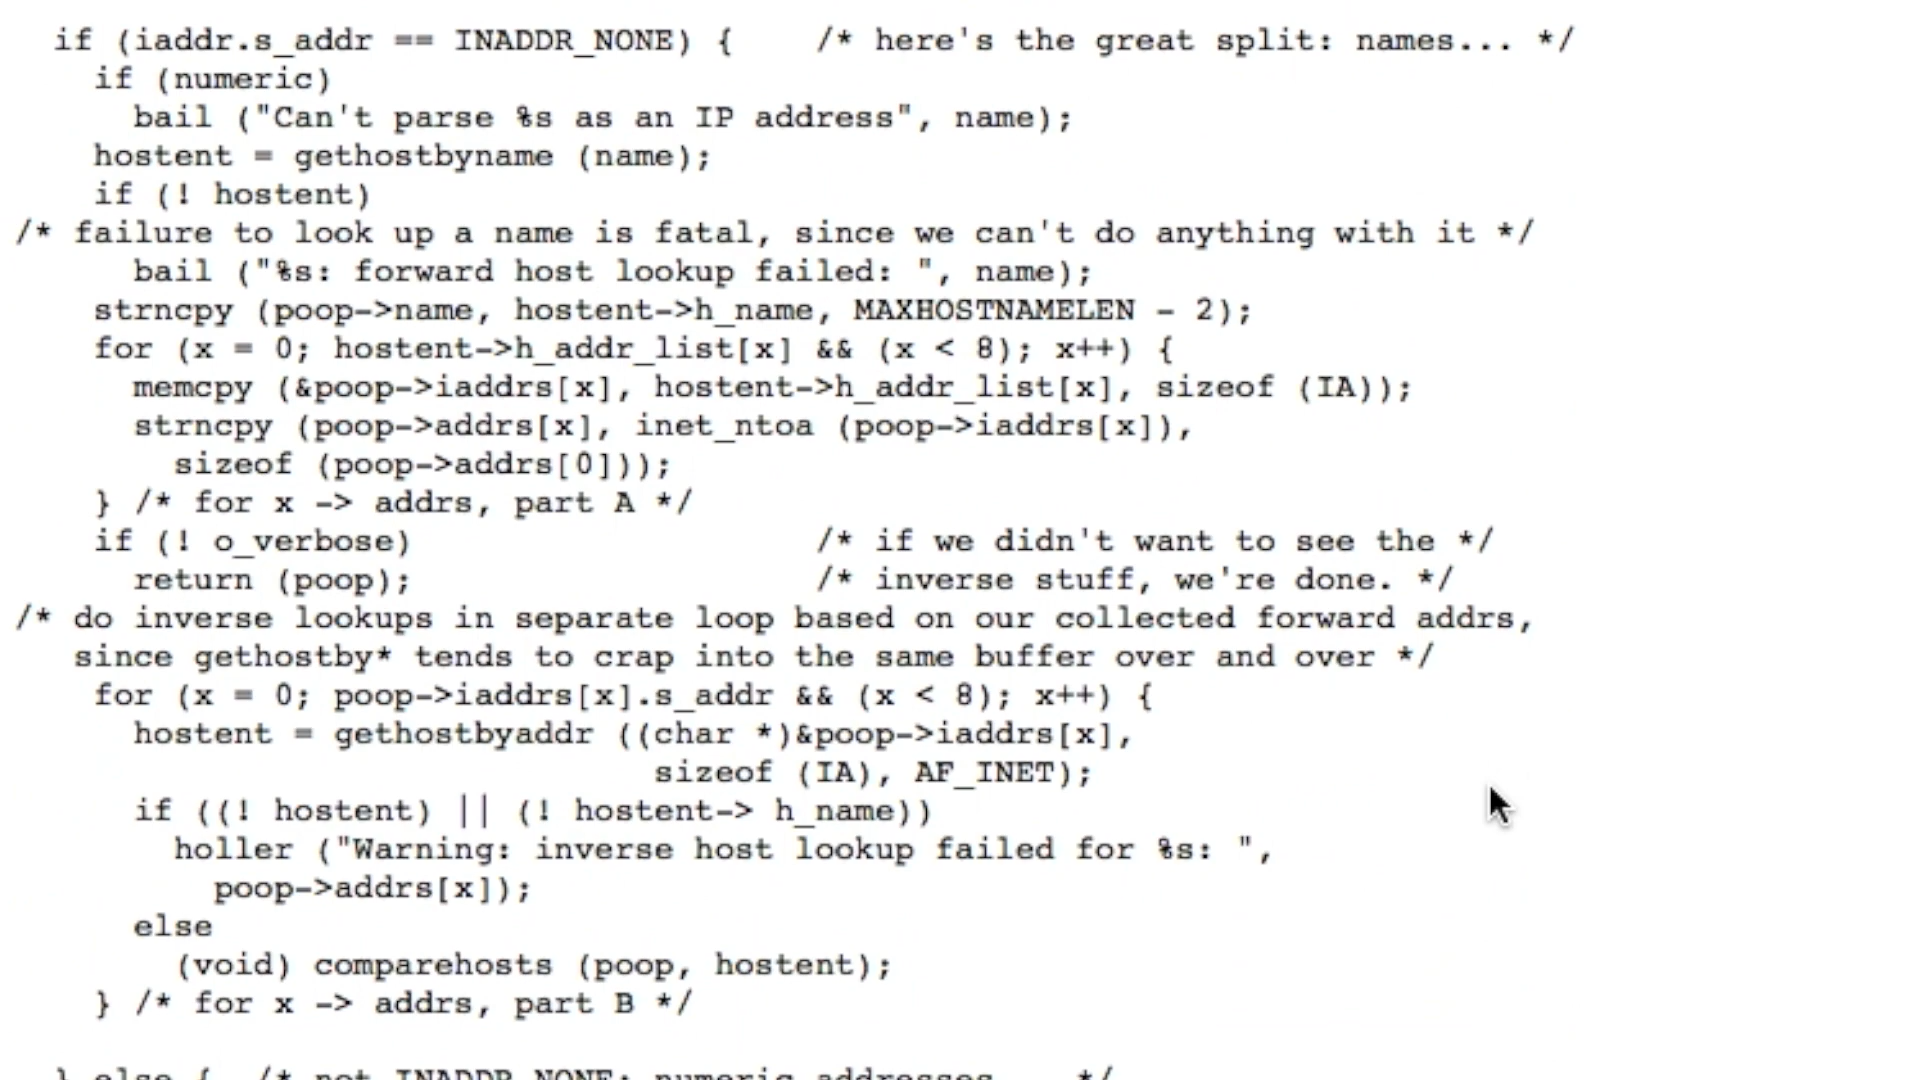 if (iaddr.s_addr == INADDR_NONE) {    /* here's the great split: names... */
    if (numeric)
      bail ("Can't parse %s as an IP address", name);
    hostent = gethostbyname (name);
    if (! hostent)
/* failure to look up a name is fatal, since we can't do anything with it */
      bail ("%s: forward host lookup failed: ", name);
    strncpy (poop->name, hostent->h_name, MAXHOSTNAMELEN - 2);
    for (x = 0; hostent->h_addr_list[x] && (x < 8); x++) {
      memcpy (&poop->iaddrs[x], hostent->h_addr_list[x], sizeof (IA));
      strncpy (poop->addrs[x], inet_ntoa (poop->iaddrs[x]),
        sizeof (poop->addrs[0]));
    } /* for x -> addrs, part A */
    if (! o_verbose)                    /* if we didn't want to see the */
      return (poop);                    /* inverse stuff, we're done. */
/* do inverse lookups in separate loop based on our collected forward addrs,
   since gethostby* tends to crap into the same buffer over and over */
    for (x = 0; poop->iaddrs[x].s_addr && (x < 8); x++) {
      hostent = gethostbyaddr ((char *)&poop->iaddrs[x],
                                sizeof (IA), AF_INET);
      if ((! hostent) || (! hostent-> h_name))
        holler ("Warning: inverse host lookup failed for %s: ",
          poop->addrs[x]);
      else
        (void) comparehosts (poop, hostent);
    } /* for x -> addrs, part B */
  } else {  /* not INADDR_NONE: numeric addresses... */